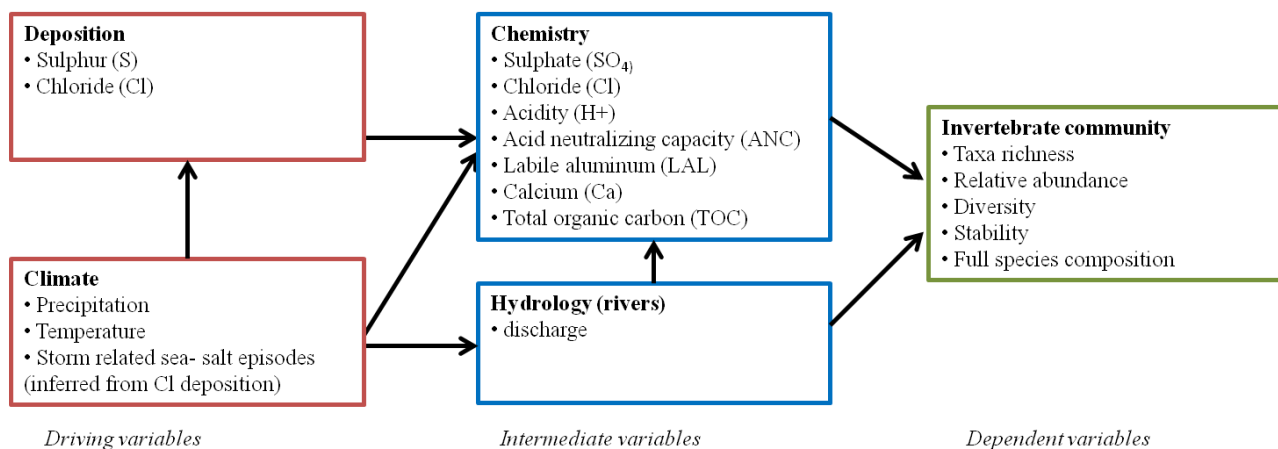 Deposition
• Sulphur (S)
• Chloride (Cl)
Climate
• Precipitation
• Temperature
• Storm related sea- salt episodes
(inferred from Cl deposition)
Driving variables
Chemistry
• Sulphate (SO₄)
• Chloride (Cl)
• Acidity (H+)
• Acid neutralizing capacity (ANC)
• Labile aluminum (LAL)
• Calcium (Ca)
• Total organic carbon (TOC)
Hydrology (rivers)
• discharge
Intermediate variables
Invertebrate community
• Taxa richness
• Relative abundance
• Diversity
• Stability
• Full species composition
Dependent variables